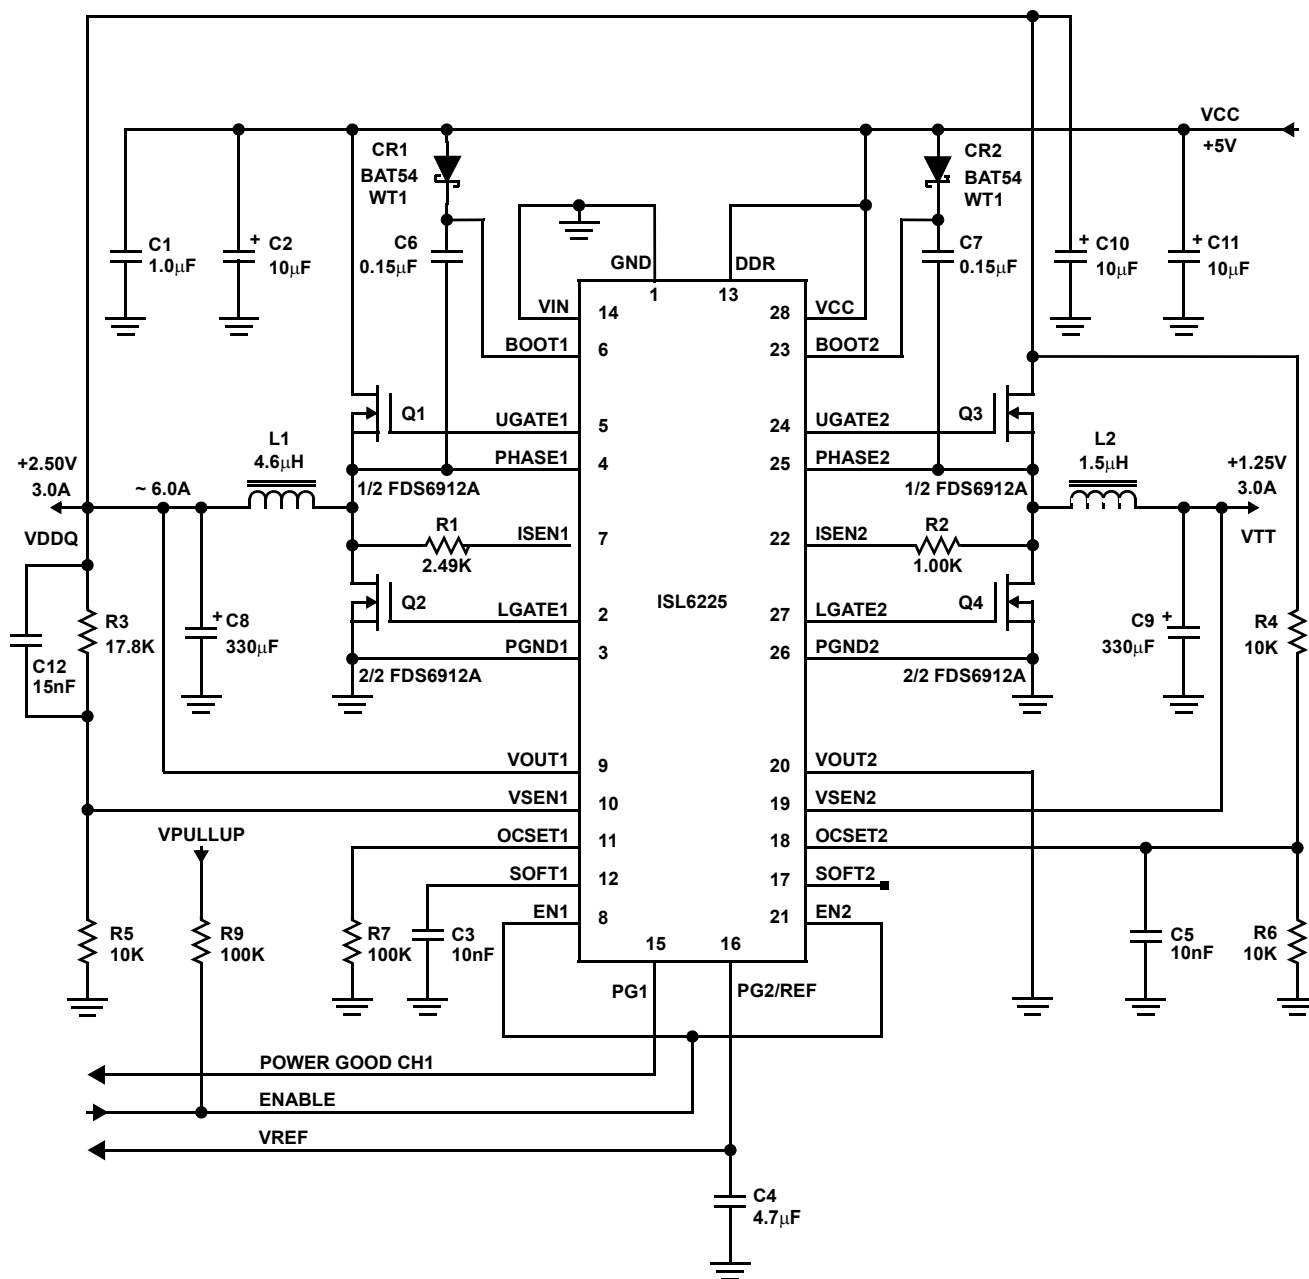 VCC
+5V
CR1
BAT54
WT1
CR2
BAT54
WT1
C1
1.0µF
+ C2
10µF
C6
0.15µF
C7
0.15µF
+ C10
10µF
+ C11
10µF
GND
1
DDR
13
VIN
14
28
VCC
BOOT1
6
23
BOOT2
Q1
UGATE1
5
24
UGATE2
Q3
PHASE1
4
25
PHASE2
1/2 FDS6912A
1/2 FDS6912A
L1
4.6µH
L2
1.5µH
+2.50V
3.0A
~ 6.0A
VDDQ
+1.25V
3.0A
VTT
R1
2.49K
ISEN1
7
22
ISEN2
R2
1.00K
ISL6225
Q2
LGATE1
2
27
LGATE2
Q4
PGND1
3
26
PGND2
2/2 FDS6912A
2/2 FDS6912A
R3
17.8K
C12
15nF
+ C8
330µF
C9 +
330µF
R4
10K
VOUT1
9
20
VOUT2
VSEN1
10
19
VSEN2
VPULLUP
OCSET1
11
18
OCSET2
SOFT1
12
17
SOFT2
EN1
8
21
EN2
R5
10K
R9
100K
R7
100K
C3
10nF
15
16
PG1
PG2/REF
C5
10nF
R6
10K
POWER GOOD CH1
ENABLE
VREF
C4
4.7µF